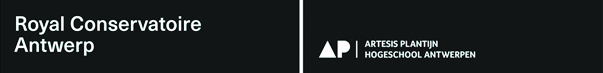 Royal Conservatoire
Antwerp
AP
ARTESIS PLANTIJN
HOGESCHOOL ANTWERPEN